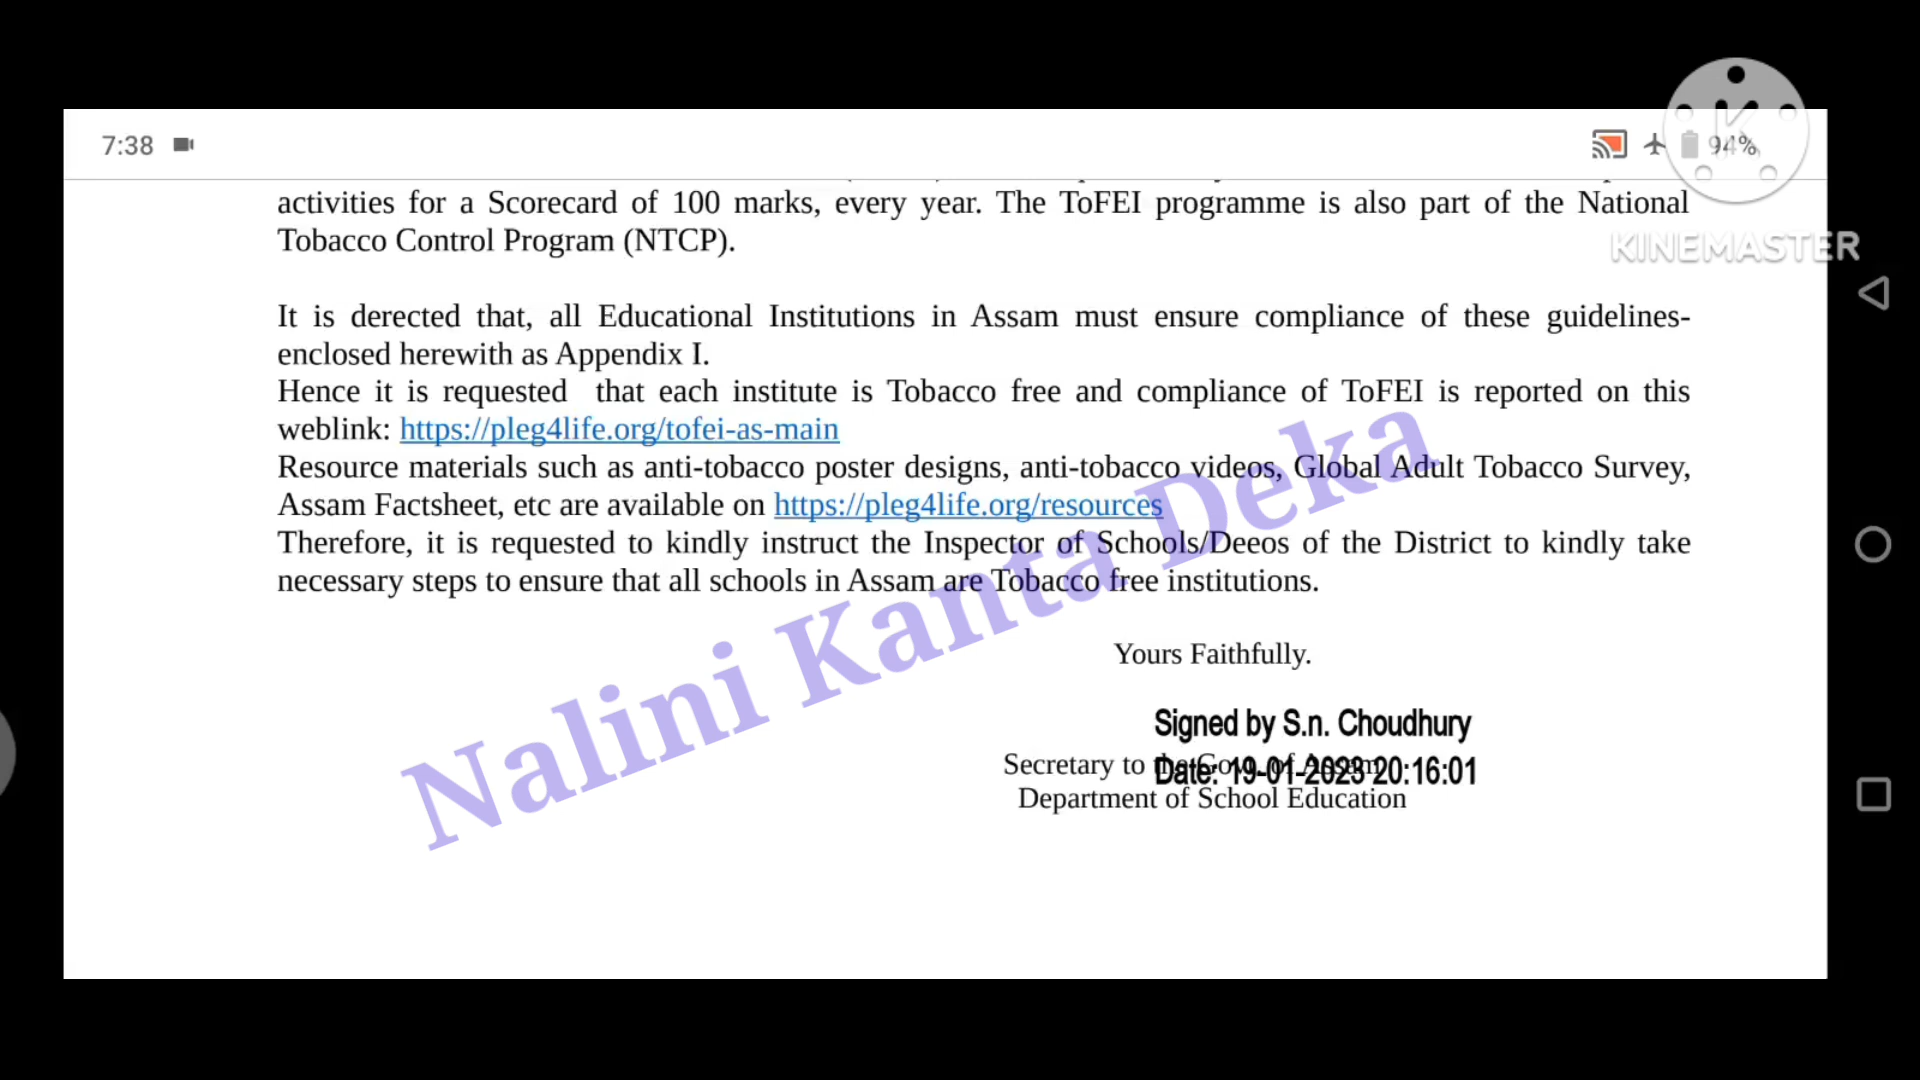 7:38
94%
KINEMASTER
activities for a Scorecard of 100 marks, every year. The ToFEI programme is also part of the National
Tobacco Control Program (NTCP).
It is derected that, all Educational Institutions in Assam must ensure compliance of these guidelines-
enclosed herewith as Appendix I.
Hence it is requested that each institute is Tobacco free and compliance of ToFEI is reported on this
weblink: https://pleg4life.org/tofei-as-main
Resource materials such as anti-tobacco poster designs, anti-tobacco videos, Global Adult Tobacco Survey,
Assam Factsheet, etc are available on https://pleg4life.org/resources
Therefore, it is requested to kindly instruct the Inspector of Schools/Deeos of the District to kindly take
necessary steps to ensure that all schools in Assam are Tobacco free institutions.
Nalini Kanta Deka
Yours Faithfully.
Signed by S.n. Choudhury
Date: 19-01-2023 20:16:01
Secretary to the Govt. of Assam
Department of School Education